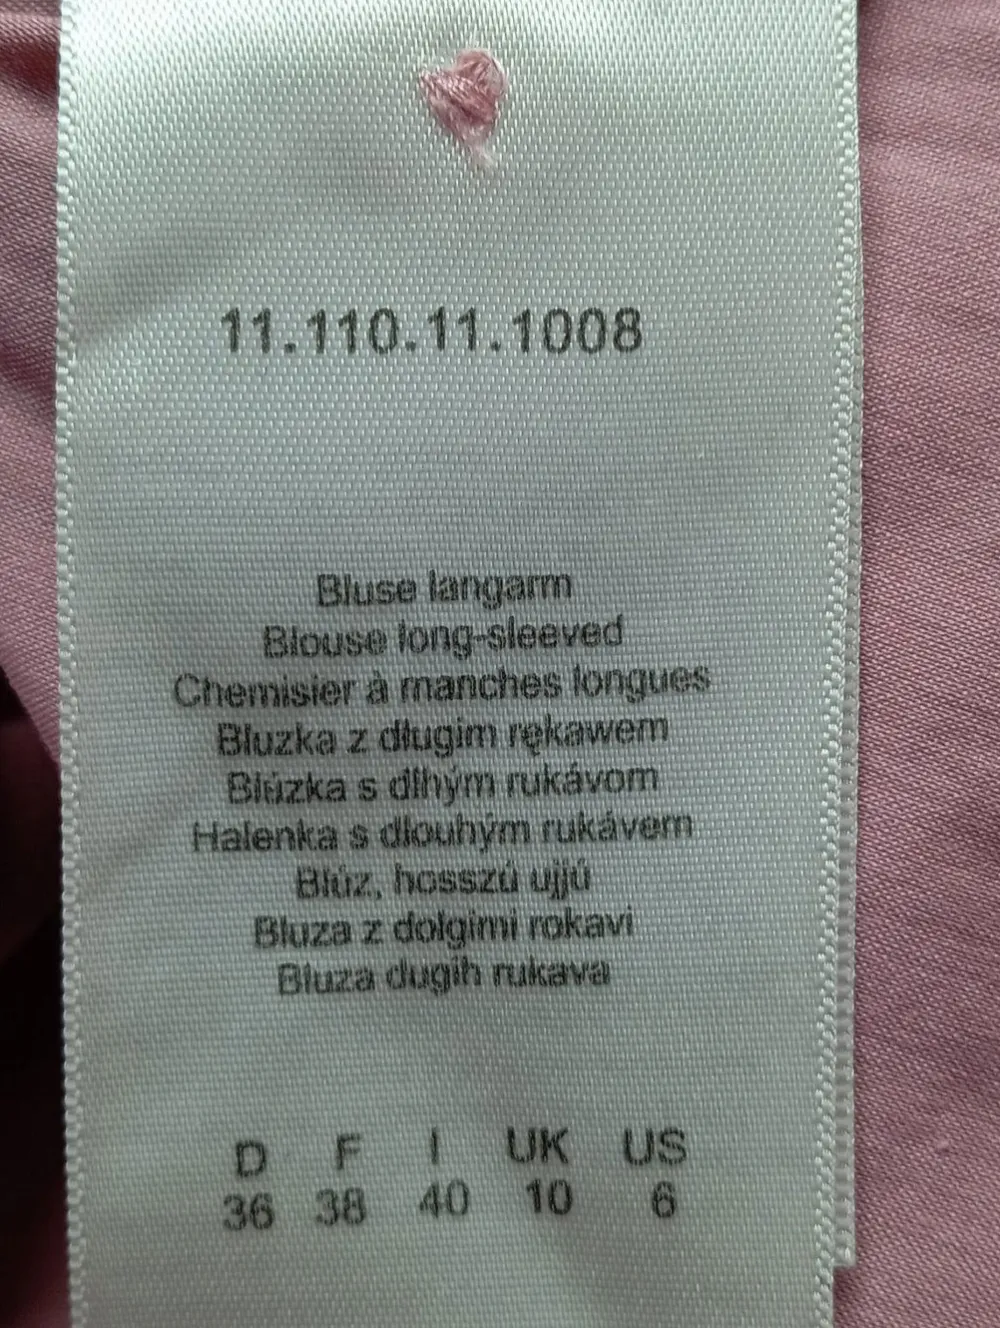 11.110.11.1008
Bluse langarm
Blouse long-sleeved
Chemisier à manches longues
Bluzka z długim rękawem
Blúzka s dlhým rukávom
Halenka s dlouhým rukávem
Blúz, hosszú ujjú
Bluza z dolgimi rokavi
Bluza dugih rukava
D F I UK US
36 38 40 10 6